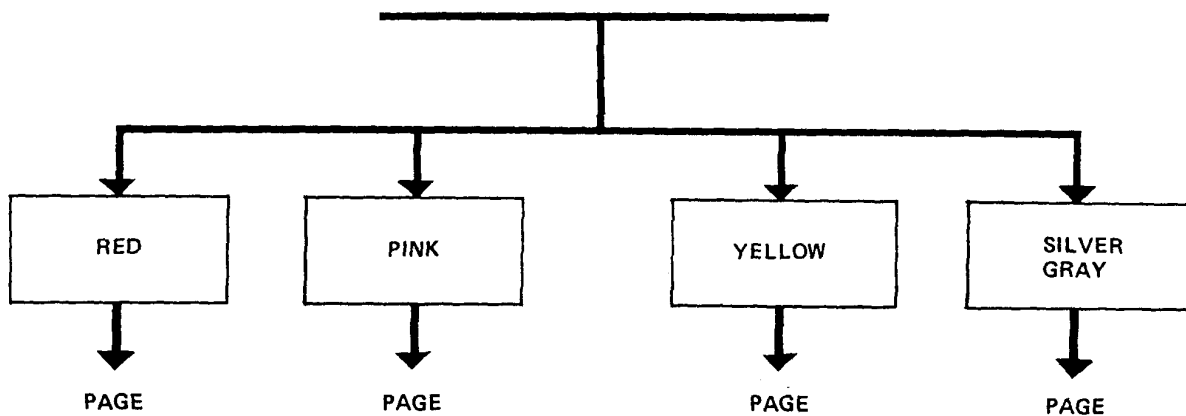 RED
PINK
YELLOW
SILVER
GRAY
PAGE
PAGE
PAGE
PAGE